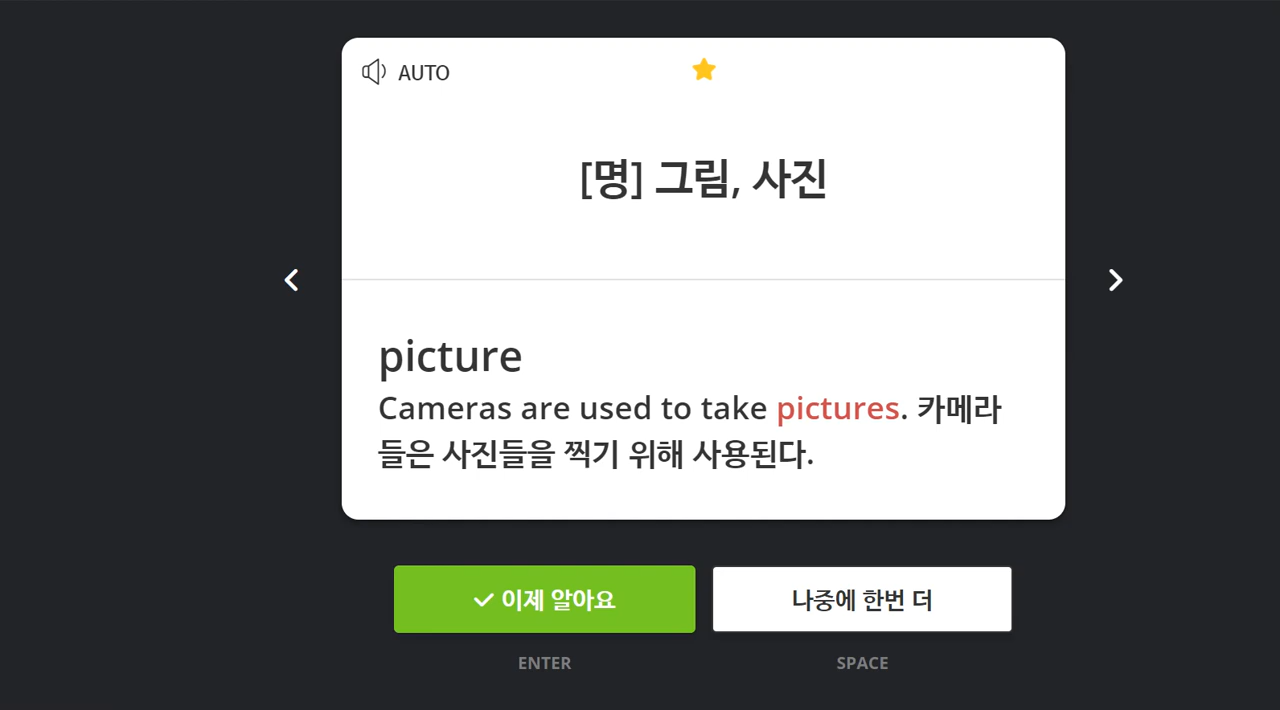 AUTO
[명] 그림, 사진
picture
Cameras are used to take pictures. 카메라
들은 사진들을 찍기 위해 사용된다.
이제 알아요
나중에 한번 더
ENTER
SPACE